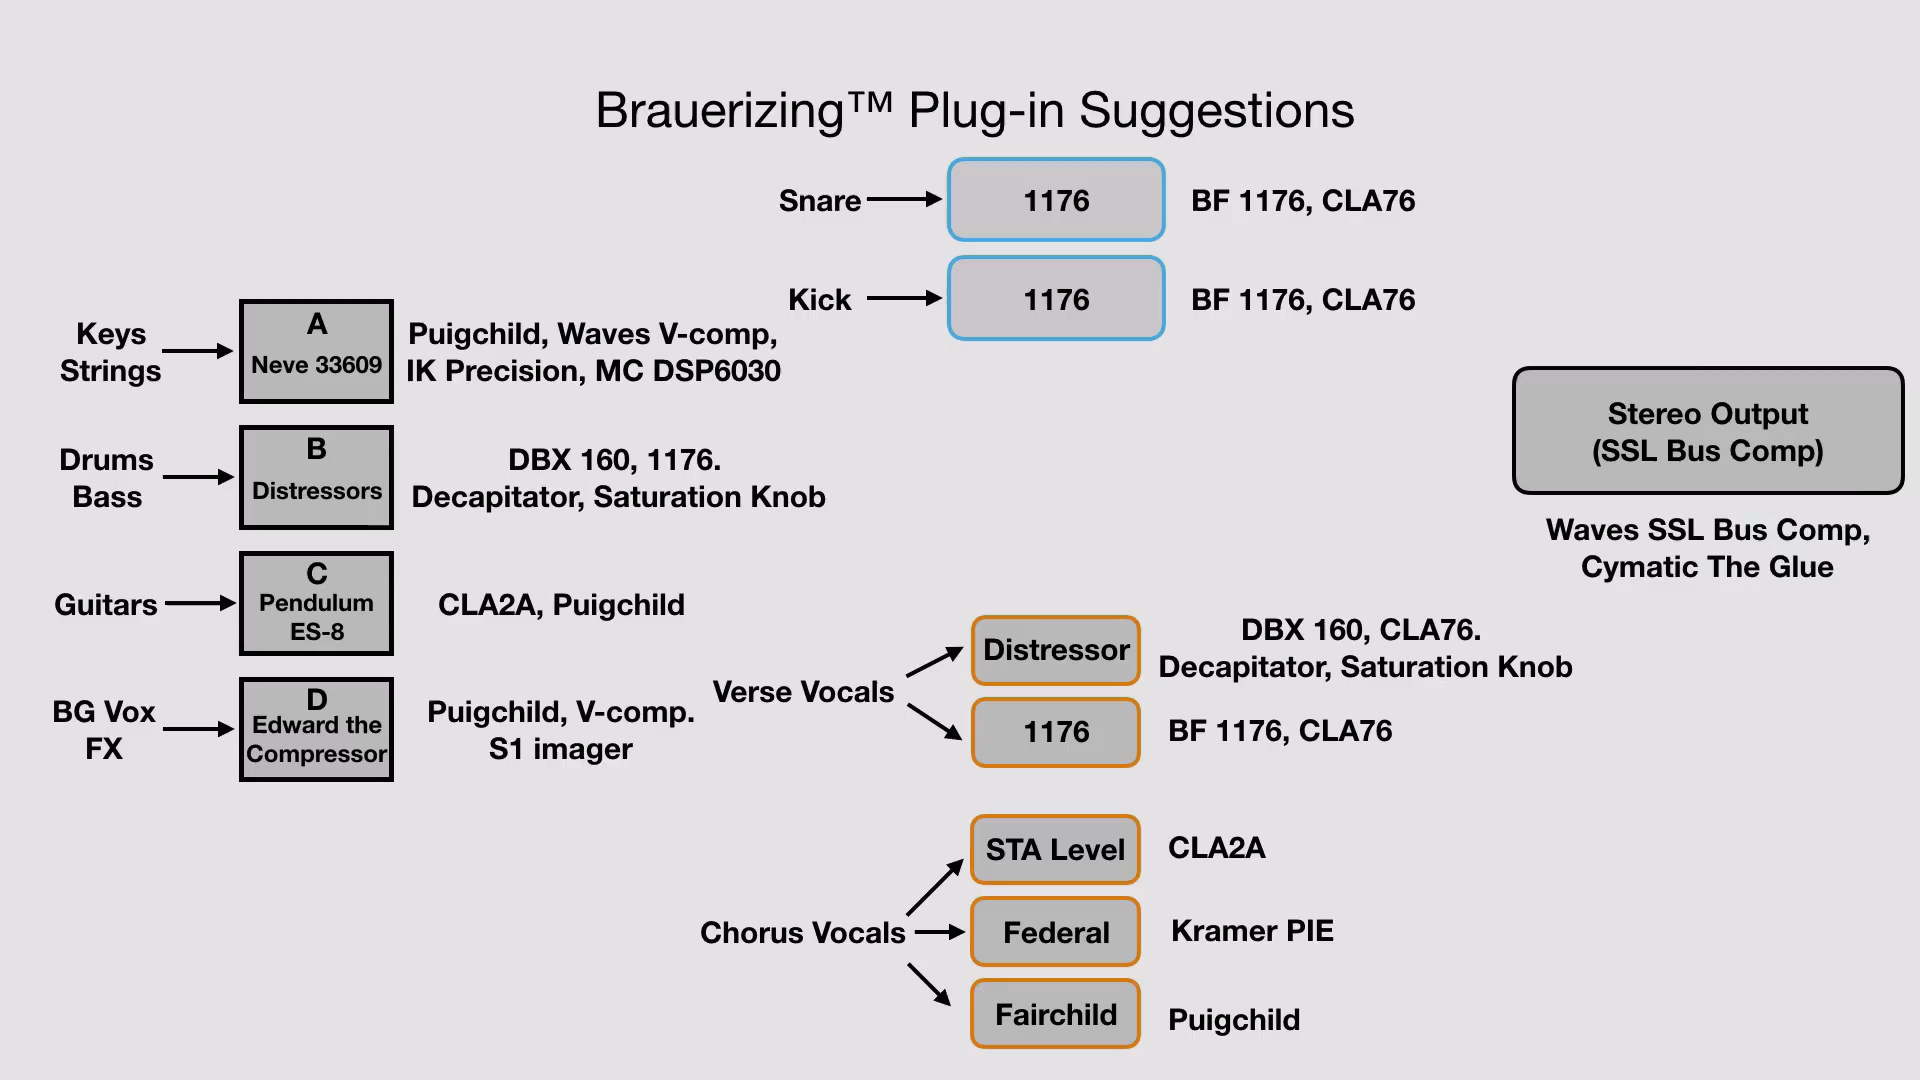 Brauerizing™ Plug-in Suggestions
Snare
1176
BF 1176, CLA76
Kick
1176
BF 1176, CLA76
Keys
Strings
A
Neve 33609
Puigchild, Waves V-comp,
IK Precision, MC DSP6030
Drums
Bass
B
Distressors
DBX 160, 1176.
Decapitator, Saturation Knob
Guitars
C
Pendulum
ES-8
CLA2A, Puigchild
BG Vox
FX
D
Edward the
Compressor
Puigchild, V-comp.
S1 imager
Stereo Output
(SSL Bus Comp)
Waves SSL Bus Comp,
Cymatic The Glue
Verse Vocals
Distressor
DBX 160, CLA76.
Decapitator, Saturation Knob
1176
BF 1176, CLA76
Chorus Vocals
STA Level
CLA2A
Federal
Kramer PIE
Fairchild
Puigchild